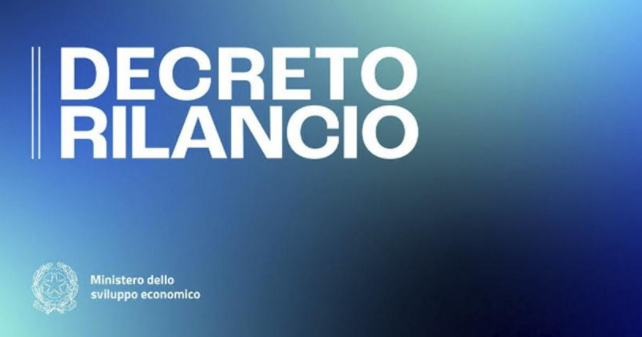 DECRETO
RILANCIO
Ministero dello
sviluppo economico